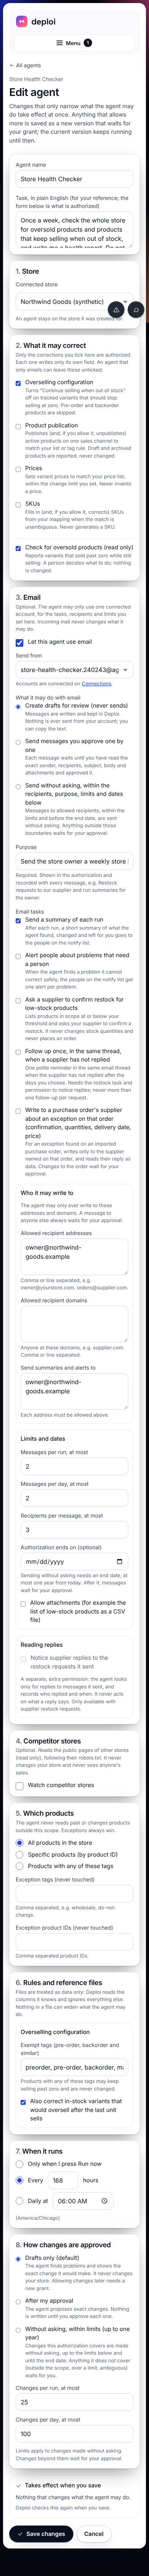 deploi
Menu 1
← All agents
Store Health Checker
Edit agent
Changes that only narrow what the agent may
do take effect at once. Anything that allows
more is saved as a new version that waits for
your grant; the current version keeps running
until then.
Agent name
Store Health Checker
Task, in plain English (for your reference; the
form below is what is authorized)
Once a week, check the whole store
for oversold products and products
that keep selling when out of stock,
1. Store
Connected store
Northwind Goods (synthetic)
An agent stays on the store it was created for.
2. What it may correct
Only the corrections you tick here are authorized.
Each one writes only its own field. An agent that
only emails can leave these unticked.
Overselling configuration
Turns "Continue selling when out of stock"
off for tracked variants that should stop
selling at zero. Pre-order and backorder
products are skipped.
Product publication
Publishes (and, if you allow it, unpublishes)
active products on one sales channel to
match your list or tag rule. Draft and archived
products are reported, never changed.
Prices
Sets variant prices to match your price list,
within the change limit you set. Never invents
a price.
SKUs
Fills in (and, if you allow it, corrects) SKUs
from your mapping when the match is
unambiguous. Never generates a SKU.
Check for oversold products (read only)
Reports variants that sold past zero while still
selling. A person decides what to do; nothing
is changed.
3. Email
Optional. The agent may only use one connected
account, for the tasks, recipients and limits you
set here. Incoming mail never changes what it
may do.
Let this agent use email
Send from
store-health-checker.240243@ag
Accounts are connected on Connections.
What it may do with email
Create drafts for review (never sends)
Messages are written and kept in Deploi.
Nothing is ever sent from your account; you
can copy the text.
Send messages you approve one by
one
Each message waits until you have read the
exact sender, recipients, subject, body and
attachments and approved it.
Send without asking, within the
recipients, purpose, limits and dates
below
Messages to allowed recipients, within the
limits and before the end date, are sent
without asking. Anything outside those
boundaries waits for your approval.
Purpose
Send the store owner a weekly store
Required. Shown in the authorization and
recorded with every message, e.g. Restock
requests to our suppliers and run summaries for
the owner.
Email tasks
Send a summary of each run
After each run, a short summary of what the
agent found, changed and left for you goes to
the people on the notify list.
Alert people about problems that need
a person
When the agent finds a problem it cannot
correct safely, the people on the notify list get
one alert per problem.
Ask a supplier to confirm restock for
low-stock products
Lists products in scope at or below your
threshold and asks your supplier to confirm a
restock. It never changes stock quantities and
never places an order.
Follow up once, in the same thread,
when a supplier has not replied
One polite reminder in the same email thread
when the supplier has not replied after the
days you choose. Needs the restock task and
permission to notice replies, never more than
one follow-up per request.
Write to a purchase order's supplier
about an exception on that order
(confirmation, quantities, delivery date,
price)
For an exception found on an imported
purchase order, writes only to the supplier
named on that order, and reads their reply as
data. Changes to the order wait for your
approval.
Who it may write to
The agent may only ever write to these
addresses and domains. A message to
anyone else always waits for your approval.
Allowed recipient addresses
owner@northwind-
goods.example
Comma or line separated, e.g.
owner@yourstore.com, orders@supplier.com.
Allowed recipient domains
Anyone at these domains, e.g. supplier.com.
Comma or line separated.
Send summaries and alerts to
owner@northwind-
goods.example
Each address must be allowed above.
Limits and dates
Messages per run, at most
2
Messages per day, at most
2
Recipients per message, at most
3
Authorization ends on (optional)
mm/dd/yyyy
Sending without asking needs an end date, at
most one year from today. After it, messages
wait for your approval.
Allow attachments (for example the
list of low-stock products as a CSV
file)
Reading replies
Notice supplier replies to the
restock requests it sent
A separate, extra permission: the agent looks
only for replies to messages it sent, and
records who replied and when. It never acts
on what a reply says. Only available with
supplier restock requests.
4. Competitor stores
Optional. Reads the public pages of other stores
(read only), following their robots.txt. It never
changes your store and never sees anyone's
sales.
Watch competitor stores
5. Which products
The agent never reads past or changes products
outside this scope. Exceptions always win.
All products in the store
Specific products (by product ID)
Products with any of these tags
Exception tags (never touched)
Comma separated, e.g. wholesale, do-not-
change.
Exception product IDs (never touched)
Comma separated product IDs.
6. Rules and reference files
Files are treated as data only: Deploi reads the
columns it knows and ignores everything else.
Nothing in a file can widen what the agent may
do.
Overselling configuration
Exempt tags (pre-order, backorder and
similar)
preorder, pre-order, backorder, ma
Products with any of these tags may keep
selling past zero and are never changed.
Also correct in-stock variants that
would oversell after the last unit
sells
7. When it runs
Only when I press Run now
Every 168 hours
Daily at 06:00 AM
(America/Chicago)
8. How changes are approved
Drafts only (default)
The agent finds problems and shows the
exact change it would make. It never changes
your store. Allowing changes later needs a
new grant.
After my approval
The agent proposes exact changes. Nothing
is written until you approve each one.
Without asking, within limits (up to one
year)
Changes this authorization covers are made
without asking, up to the limits below and
until the end date. Anything it does not cover
(outside the scope, over a limit, ambiguous)
waits for you.
Changes per run, at most
25
Changes per day, at most
100
Limits apply to changes made without asking.
Changes beyond them wait for your approval.
Takes effect when you save
Nothing that changes what the agent may do.
Deploi checks this again when you save.
Save changes
Cancel